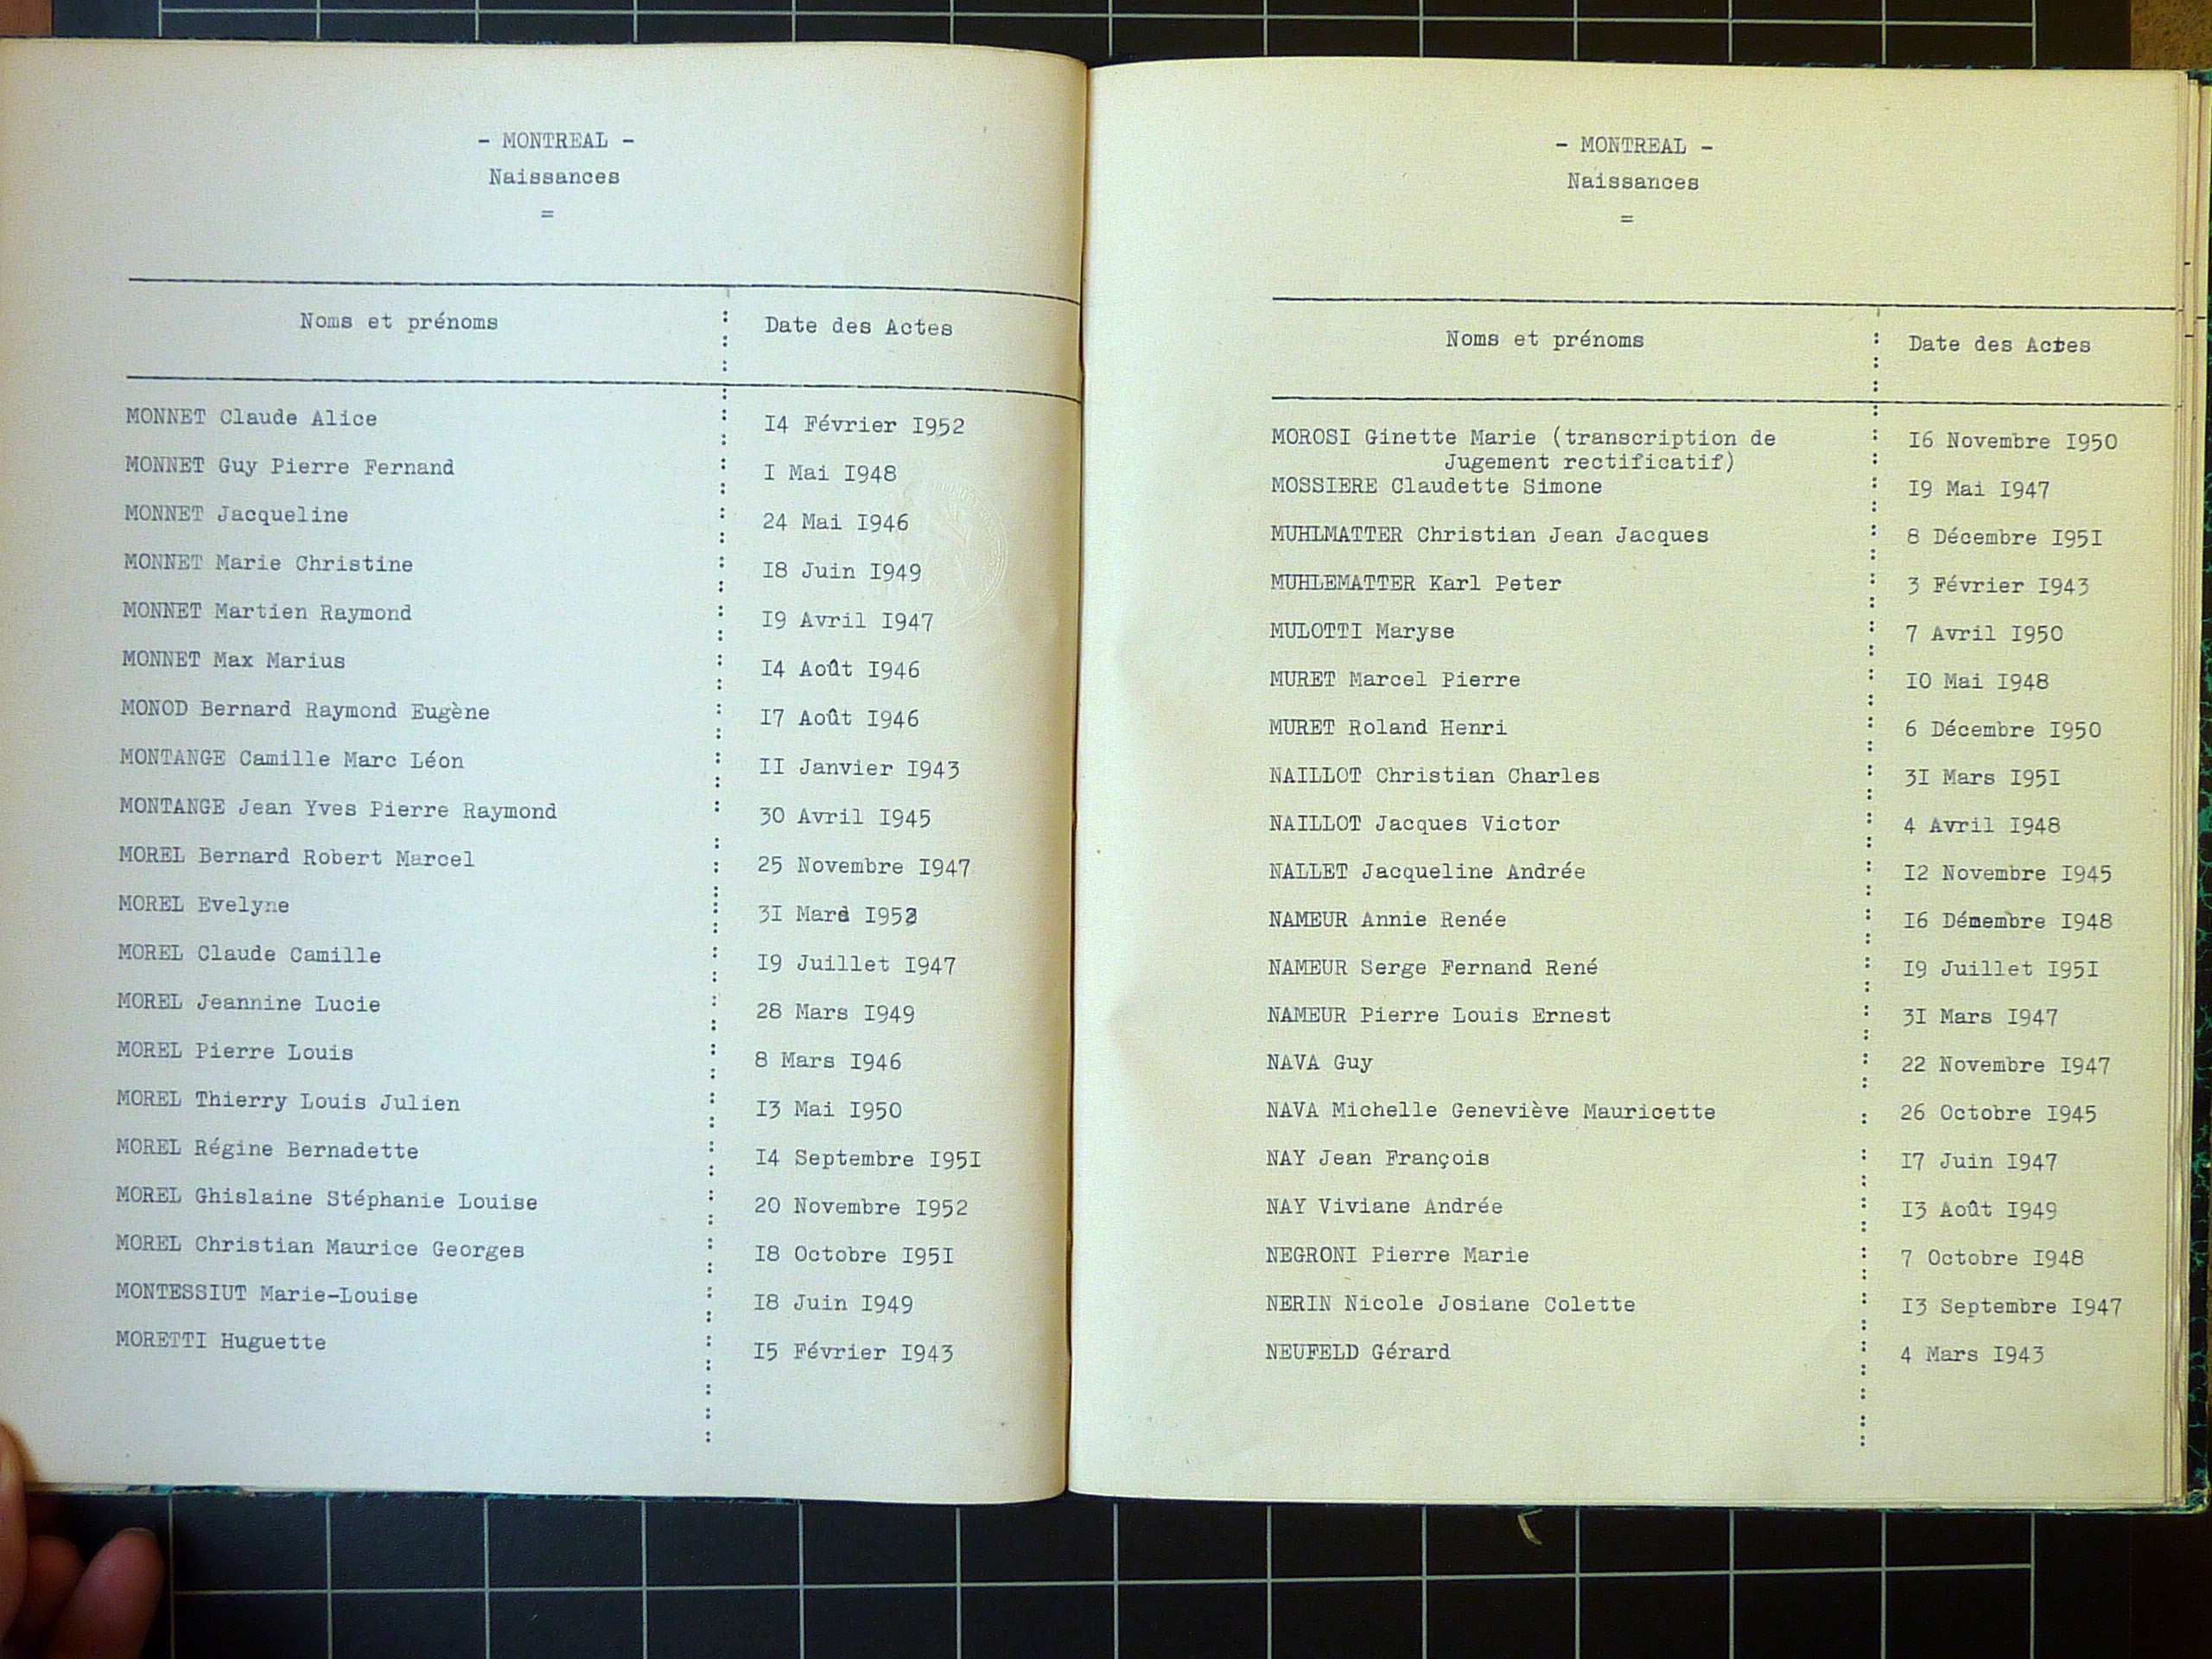 - MONTREAL -
Naissances
=
Noms et prénoms : Date des Actes
MONNET Claude Alice : I4 Février I952
MONNET Guy Pierre Fernand : I Mai I948
MONNET Jacqueline : 24 Mai I946
MONNET Marie Christine : I8 Juin I949
MONNET Martien Raymond : I9 Avril I947
MONNET Max Marius : I4 Août I946
MONOD Bernard Raymond Eugène : I7 Août I946
MONTANGE Camille Marc Léon : II Janvier I943
MONTANGE Jean Yves Pierre Raymond : 30 Avril I945
MOREL Bernard Robert Marcel : 25 Novembre I947
MOREL Evelyne : 3I Mars
MOREL Claude Camille : I9 Juillet I947
MOREL Jeannine Lucie : 28 Mars I949
MOREL Pierre Louis : 8 Mars I946
MOREL Thierry Louis Julien : I3 Mai I950
MOREL Régine Bernadette : I4 Septembre I95I
MOREL Ghislaine Stéphanie Louise : 20 Novembre I952
MOREL Christian Maurice Georges : I8 Octobre I95I
MONTESSIUT Marie-Louise : I8 Juin I949
MORETTI Huguette : I5 Février I943
- MONTREAL -
Naissances
=
Noms et prénoms : Date des Actes
MOROSI Ginette Marie (transcription de : I6 Novembre I950
Jugement rectificatif)
MOSSIERE Claudette Simone : I9 Mai I947
MUHLMATTER Christian Jean Jacques : 8 Décembre I95I
MUHLEMATTER Karl Peter : 3 Février I943
MULOTTI Maryse : 7 Avril I950
MURET Marcel Pierre : IO Mai I948
MURET Roland Henri : 6 Décembre I950
NAILLOT Christian Charles : 3I Mars I95I
NAILLOT Jacques Victor : 4 Avril I948
NALLET Jacqueline Andrée : I2 Novembre I945
NAMEUR Annie Renée : I6 Démembre I948
NAMEUR Serge Fernand René : I9 Juillet I95I
NAMEUR Pierre Louis Ernest : 3I Mars I947
NAVA Guy : 22 Novembre I947
NAVA Michelle Geneviève Mauricette : 26 Octobre I945
NAY Jean François : I7 Juin I947
NAY Viviane Andrée : I3 Août I949
NEGRONI Pierre Marie : 7 Octobre I948
NERIN Nicole Josiane Colette : I3 Septembre I947
NEUFELD Gérard : 4 Mars I943